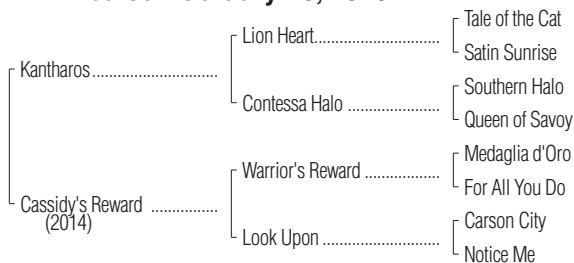 Tale of the Cat
Lion Heart
Satin Sunrise
Kantharos
Southern Halo
Contessa Halo
Queen of Savoy
Medaglia d'Oro
Warrior's Reward
For All You Do
Cassidy's Reward
(2014)
Carson City
Look Upon
Notice Me